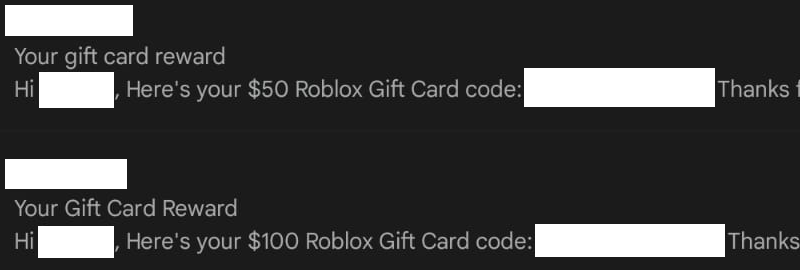 Your gift card reward
Hi , Here's your $50 Roblox Gift Card code: Thanks
Your Gift Card Reward
Hi , Here's your $100 Roblox Gift Card code: Thanks